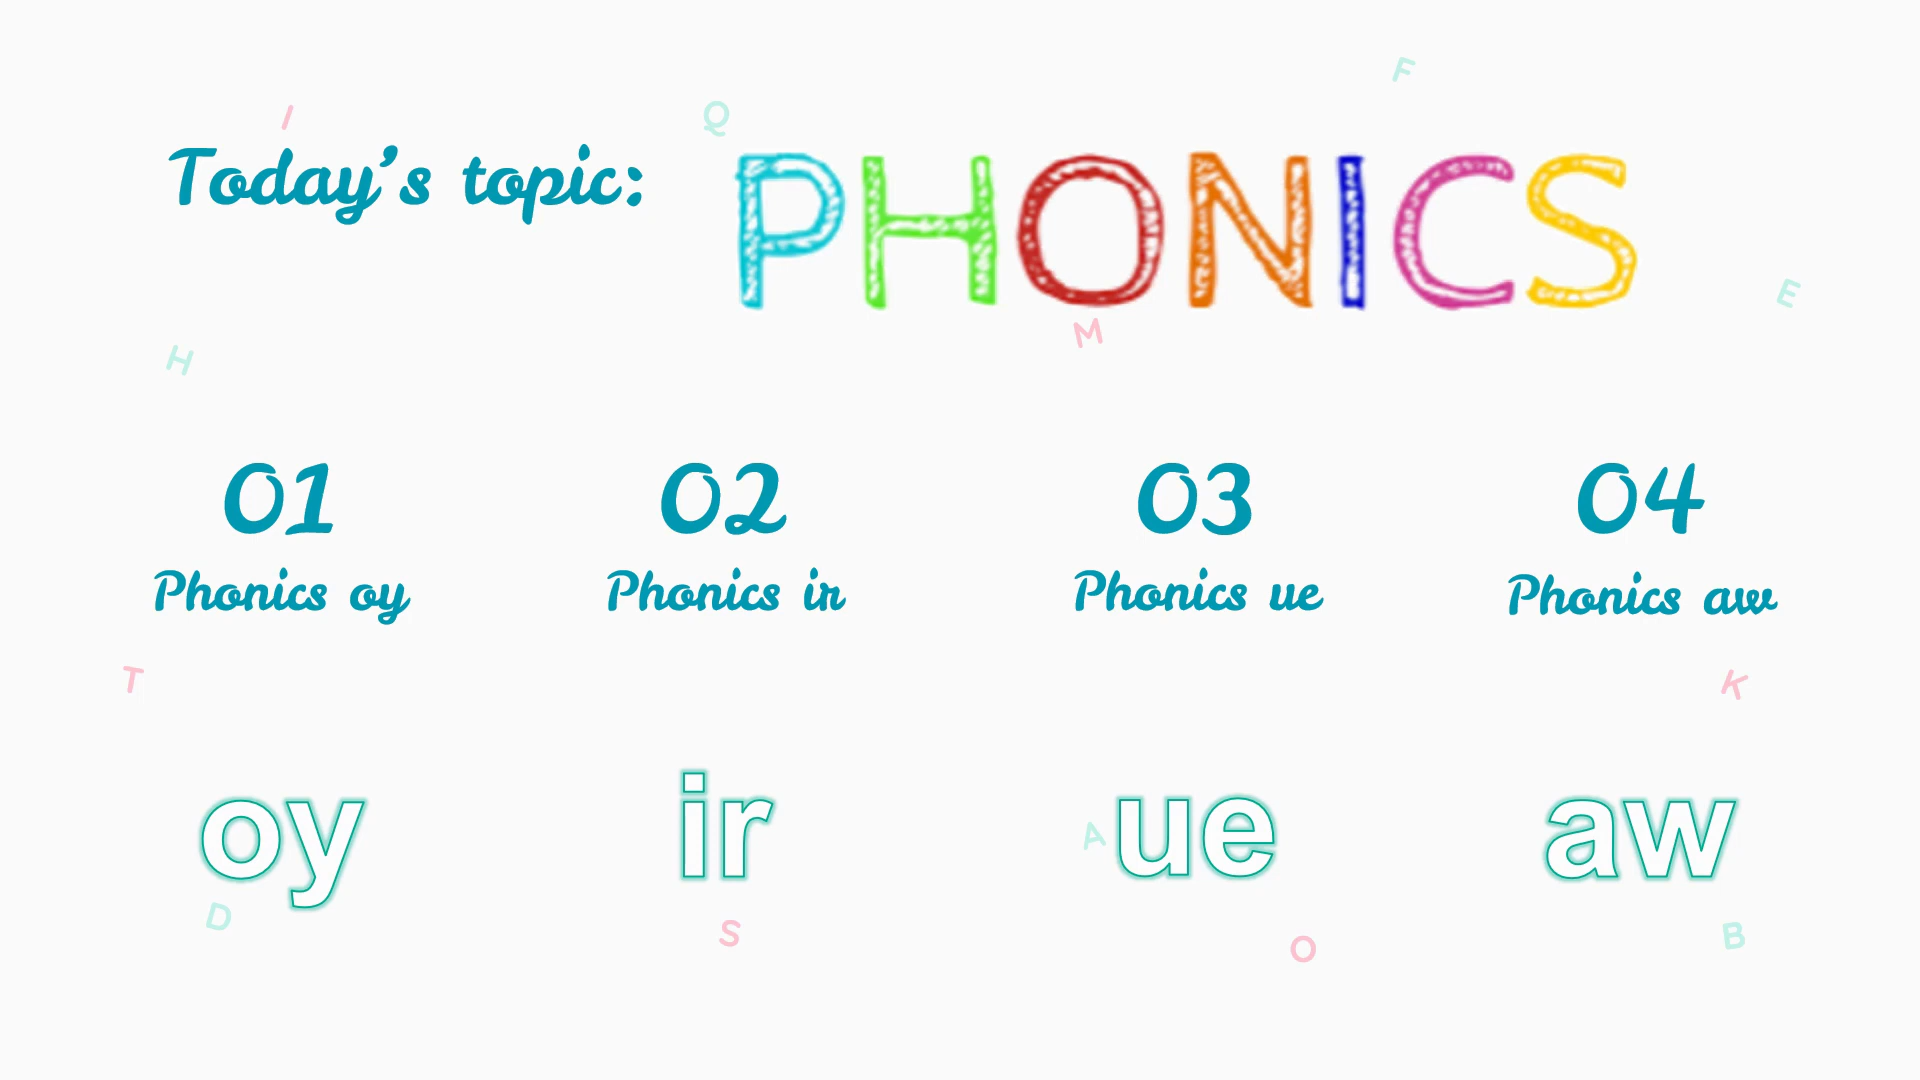 I
Q
F
Today's topic:
PHONICS
E
M
H
01
02
03
04
Phonics oy
Phonics ir
Phonics ue
Phonics aw
T
K
oy
ir
A
ue
aw
D
S
O
B